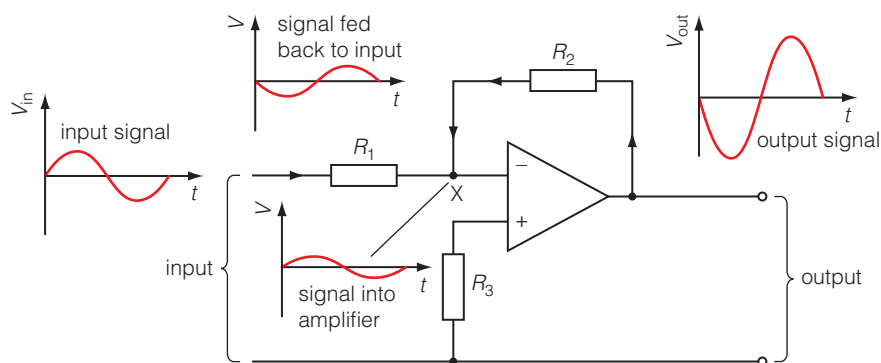 V
signal fed
back to input
t
R2
Vout
t
output signal
Vin
input signal
t
R1
X
−
+
V
t
signal into
amplifier
R3
input
output